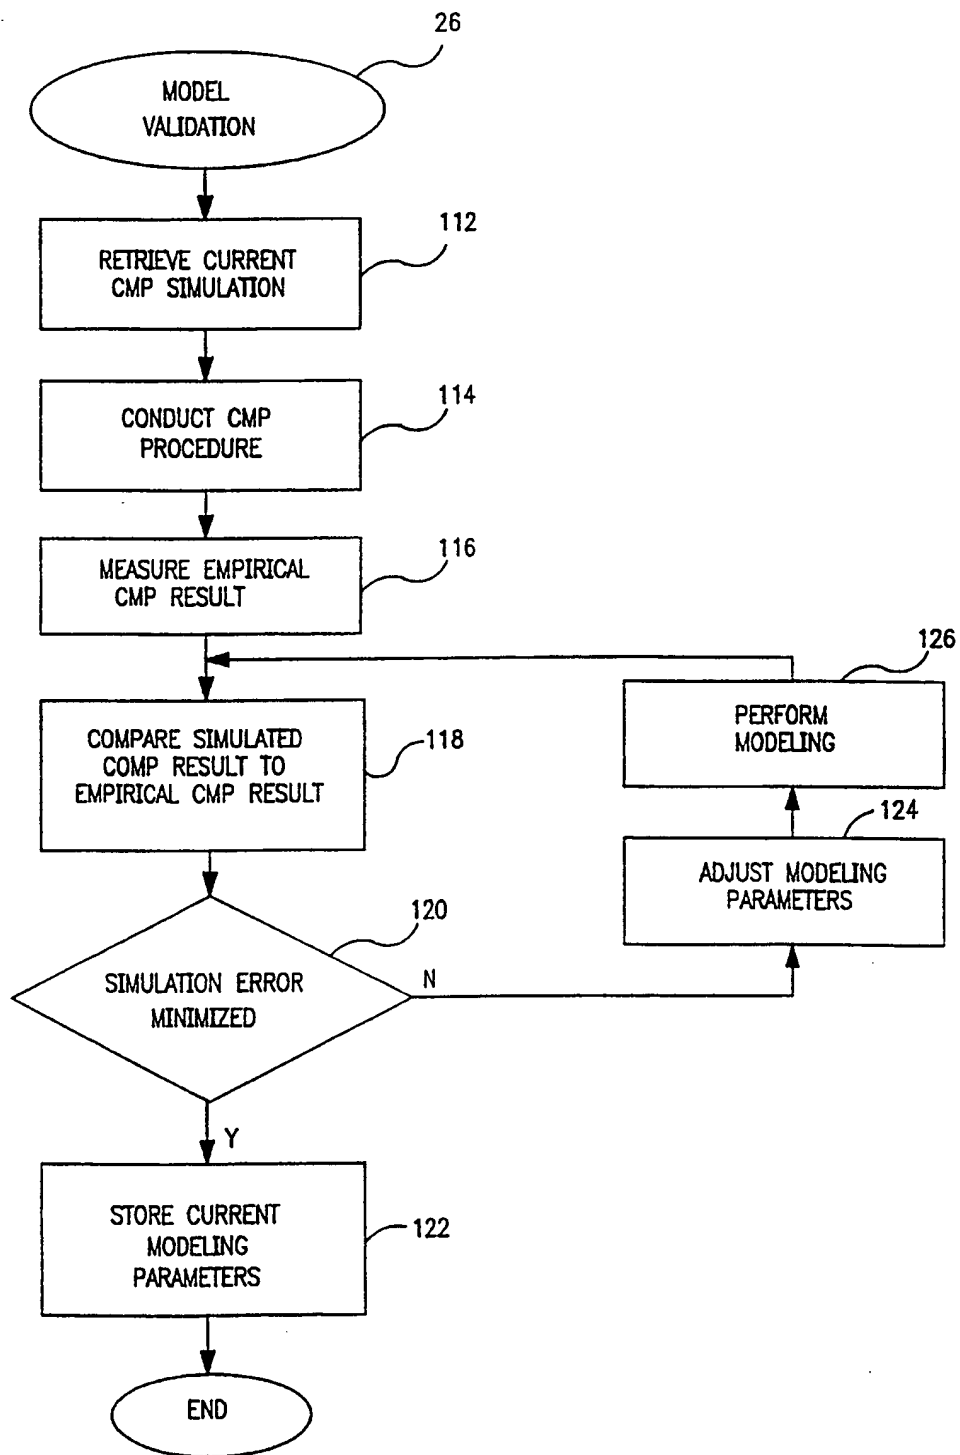 26
MODEL
VALIDATION
112
RETRIEVE CURRENT
CMP SIMULATION
114
CONDUCT CMP
PROCEDURE
116
MEASURE EMPIRICAL
CMP RESULT
126
PERFORM
MODELING
COMPARE SIMULATED
COMP RESULT TO
EMPIRICAL CMP RESULT
118
124
ADJUST MODELING
PARAMETERS
120
SIMULATION ERROR
MINIMIZED
N
Y
STORE CURRENT
MODELING
PARAMETERS
122
END